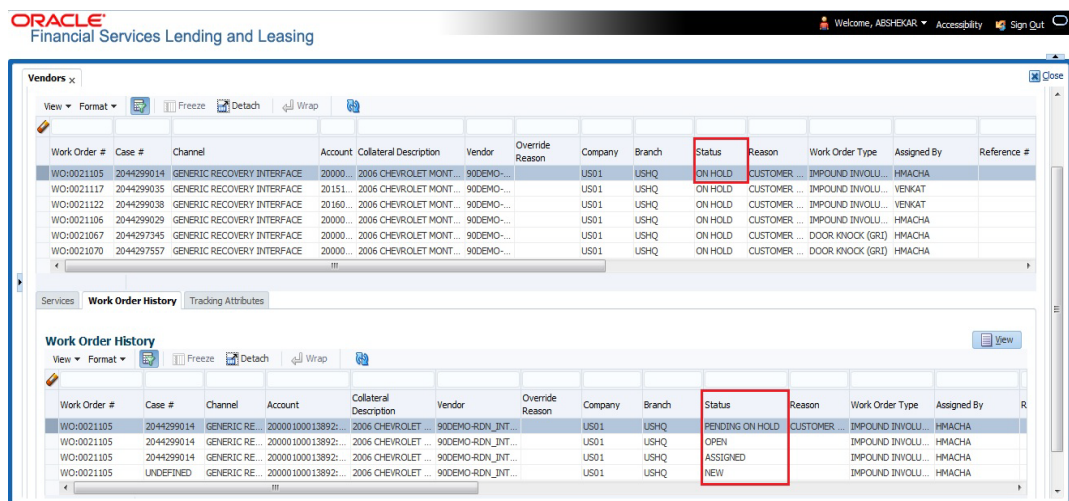 ORACLE
Financial Services Lending and Leasing
Welcome, ABSHEKAR Accessibility Sign Out
Vendors
Close
View Format Freeze Detach Wrap
Work Order # Case # Channel Account Collateral Description Vendor Override Reason Company Branch Status Reason Work Order Type Assigned By Reference #
WO:0021105 2044299014 GENERIC RECOVERY INTERFACE 20000... 2006 CHEVROLET MONT... 90DEMO-... US01 USHQ ON HOLD CUSTOMER ... IMPOUND INVOLU... HMACHA
WO:0021117 2044299035 GENERIC RECOVERY INTERFACE 20151... 2006 CHEVROLET MONT... 90DEMO-... US01 USHQ ON HOLD CUSTOMER ... IMPOUND INVOLU... VENKAT
WO:0021122 2044299038 GENERIC RECOVERY INTERFACE 20160... 2006 CHEVROLET MONT... 90DEMO-... US01 USHQ ON HOLD CUSTOMER ... IMPOUND INVOLU... VENKAT
WO:0021106 2044299029 GENERIC RECOVERY INTERFACE 20000... 2006 CHEVROLET MONT... 90DEMO-... US01 USHQ ON HOLD CUSTOMER ... IMPOUND INVOLU... HMACHA
WO:0021067 2044297345 GENERIC RECOVERY INTERFACE 20000... 2006 CHEVROLET MONT... 90DEMO-... US01 USHQ ON HOLD CUSTOMER ... DOOR KNOCK (GRI) HMACHA
WO:0021070 2044297557 GENERIC RECOVERY INTERFACE 20000... 2006 CHEVROLET MONT... 90DEMO-... US01 USHQ ON HOLD CUSTOMER ... DOOR KNOCK (GRI) HMACHA
Services Work Order History Tracking Attributes
Work Order History
View
View Format Freeze Detach Wrap
Work Order # Case # Channel Account Collateral Description Vendor Override Reason Company Branch Status Reason Work Order Type Assigned By R
WO:0021105 2044299014 GENERIC RE... 20000100013892:... 2006 CHEVROLET ... 90DEMO-RDN_INT... US01 USHQ PENDING ON HOLD CUSTOMER ... IMPOUND INVOLU... HMACHA
WO:0021105 2044299014 GENERIC RE... 20000100013892:... 2006 CHEVROLET ... 90DEMO-RDN_INT... US01 USHQ OPEN IMPOUND INVOLU... HMACHA
WO:0021105 2044299014 GENERIC RE... 20000100013892:... 2006 CHEVROLET ... 90DEMO-RDN_INT... US01 USHQ ASSIGNED IMPOUND INVOLU... HMACHA
WO:0021105 UNDEFINED GENERIC RE... 20000100013892:... 2006 CHEVROLET ... 90DEMO-RDN_INT... US01 USHQ NEW IMPOUND INVOLU... HMACHA